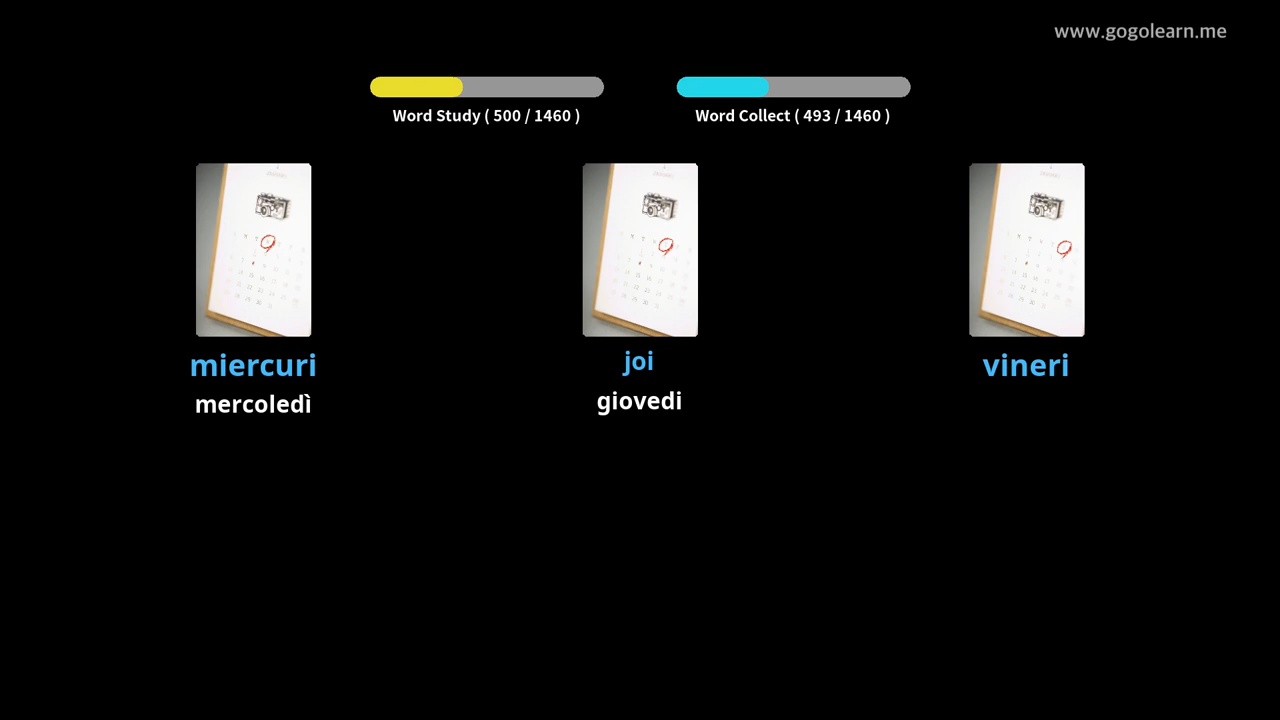 www.gogolearn.me
Word Study ( 500 / 1460 )
Word Collect ( 493 / 1460 )
miercuri
joi
vineri
mercoledì
giovedi